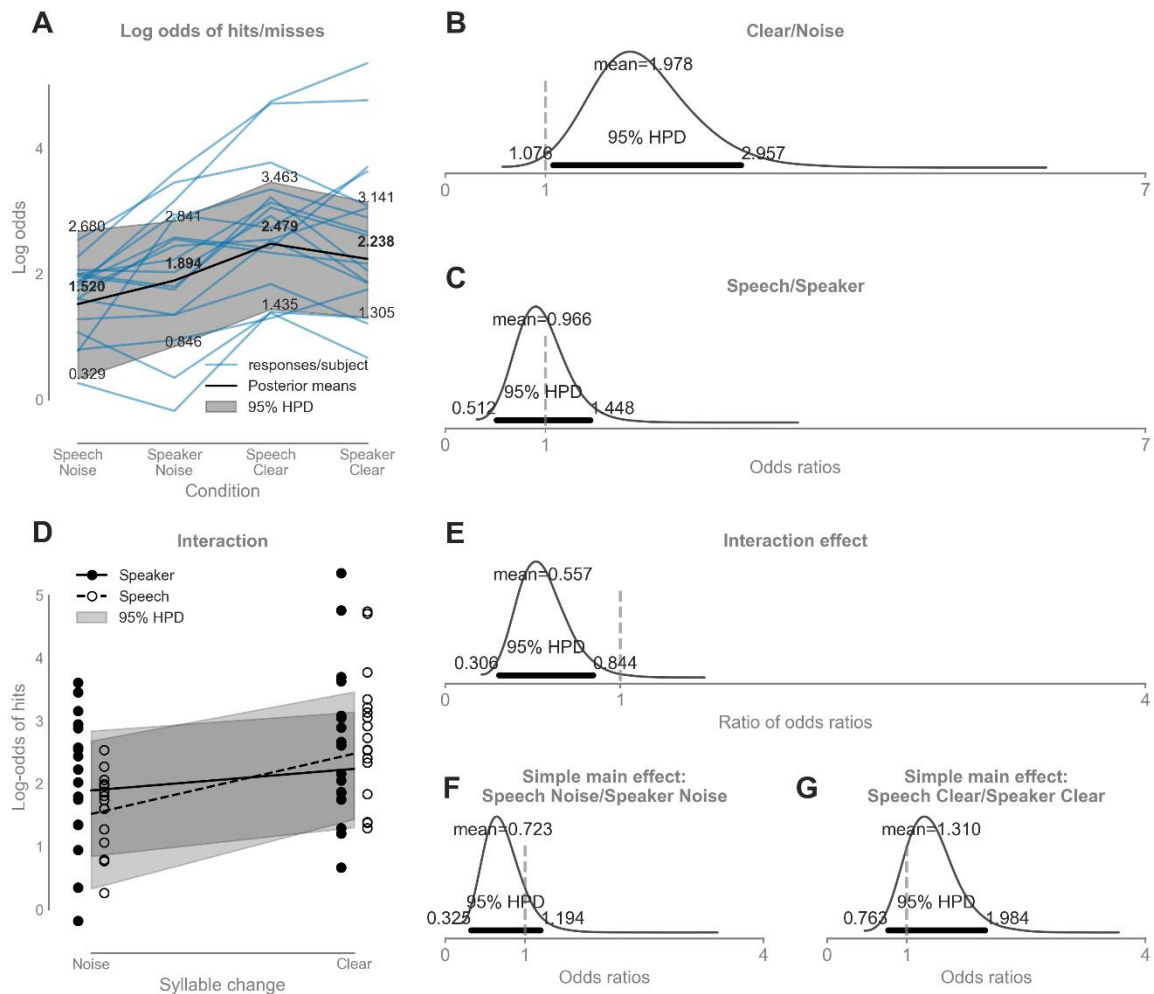 A
Log odds of hits/misses
Log odds
4
2
0
2.680
1.520
0.329
2.841
1.894
0.846
3.463
2.479
1.435
3.141
2.238
1.305
responses/subject
Posterior means
95% HPD
Speech
Noise
Speaker
Noise
Speech
Clear
Speaker
Clear
Condition
B
Clear/Noise
mean=1.978
95% HPD
1.076
2.957
0
1
7
C
Speech/Speaker
mean=0.966
95% HPD
0.512
1.448
0
1
7
Odds ratios
D
Interaction
Speaker
Speech
95% HPD
Log-odds of hits
5
4
3
2
1
0
Noise
Clear
Syllable change
E
Interaction effect
mean=0.557
95% HPD
0.306
0.844
0
1
4
Ratio of odds ratios
F
Simple main effect:
Speech Noise/Speaker Noise
mean=0.723
95% HPD
0.325
1.194
0
1
4
Odds ratios
G
Simple main effect:
Speech Clear/Speaker Clear
mean=1.310
95% HPD
0.763
1.984
0
1
4
Odds ratios